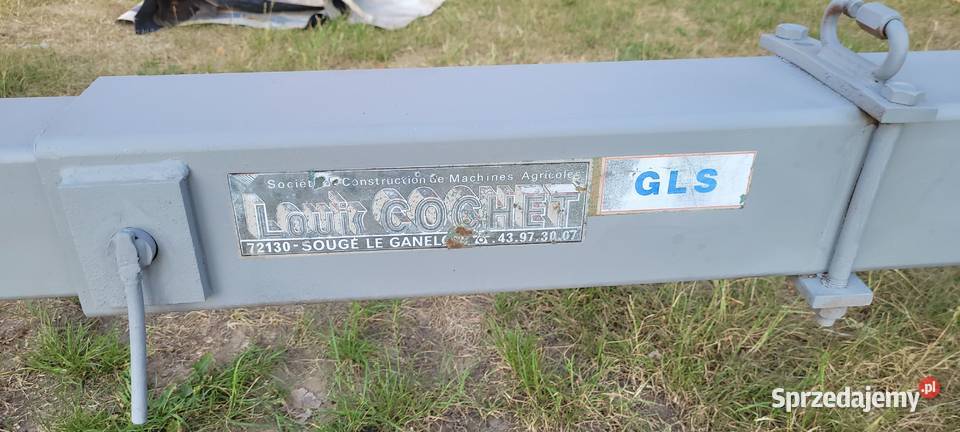 Société de Construction de Machines Agricoles
Louis COCHET
72130 - SOUGÉ LE GANELON ☎ 43.97.30.07
GLS
Sprzedajemy.pl